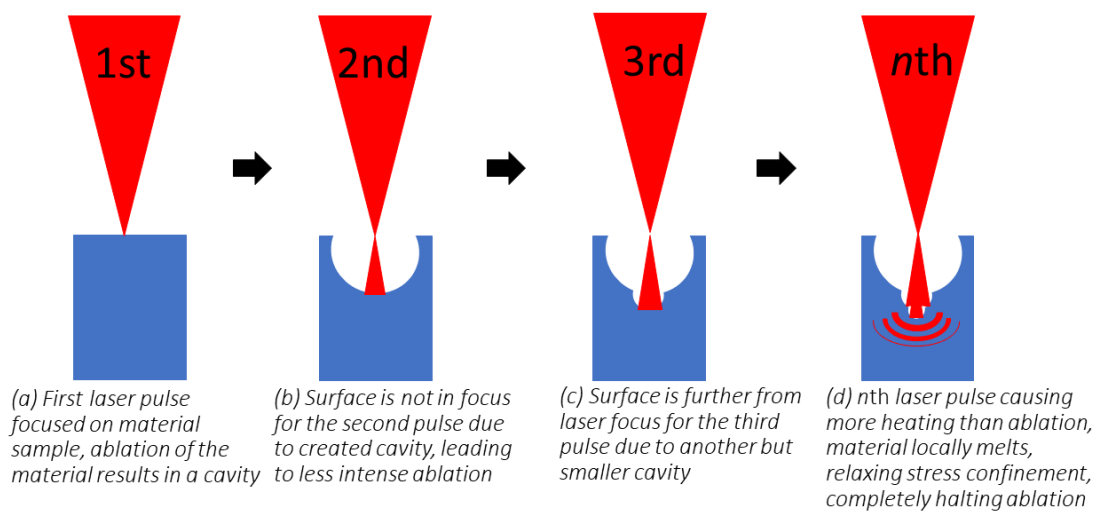 1st
2nd
3rd
nth
(a) First laser pulse
focused on material
sample, ablation of the
material results in a cavity
(b) Surface is not in focus
for the second pulse due
to created cavity, leading
to less intense ablation
(c) Surface is further from
laser focus for the third
pulse due to another but
smaller cavity
(d) nth laser pulse causing
more heating than ablation,
material locally melts,
relaxing stress confinement,
completely halting ablation